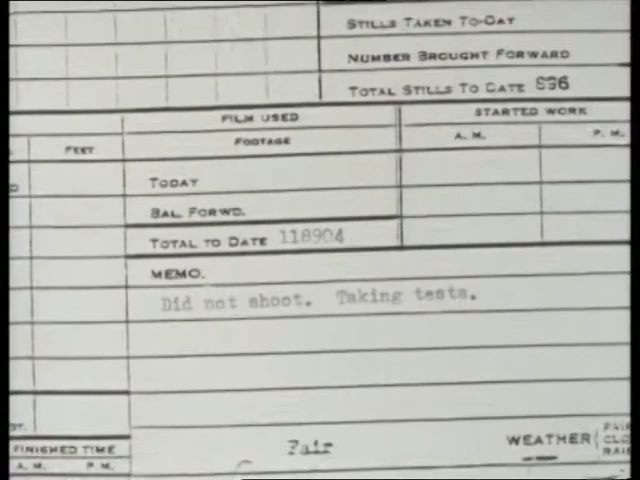 STILLS TAKEN TO-DAY
NUMBER BROUGHT FORWARD
TOTAL STILLS TO DATE 896
FILM USED
STARTED WORK
FEET
FOOTAGE
A. M. P. M.
TODAY
BAL. FORWD.
TOTAL TO DATE 118904
MEMO.
Did not shoot. Taking tests.
FINISHED TIME
Fair
WEATHER
A. M. P. M.